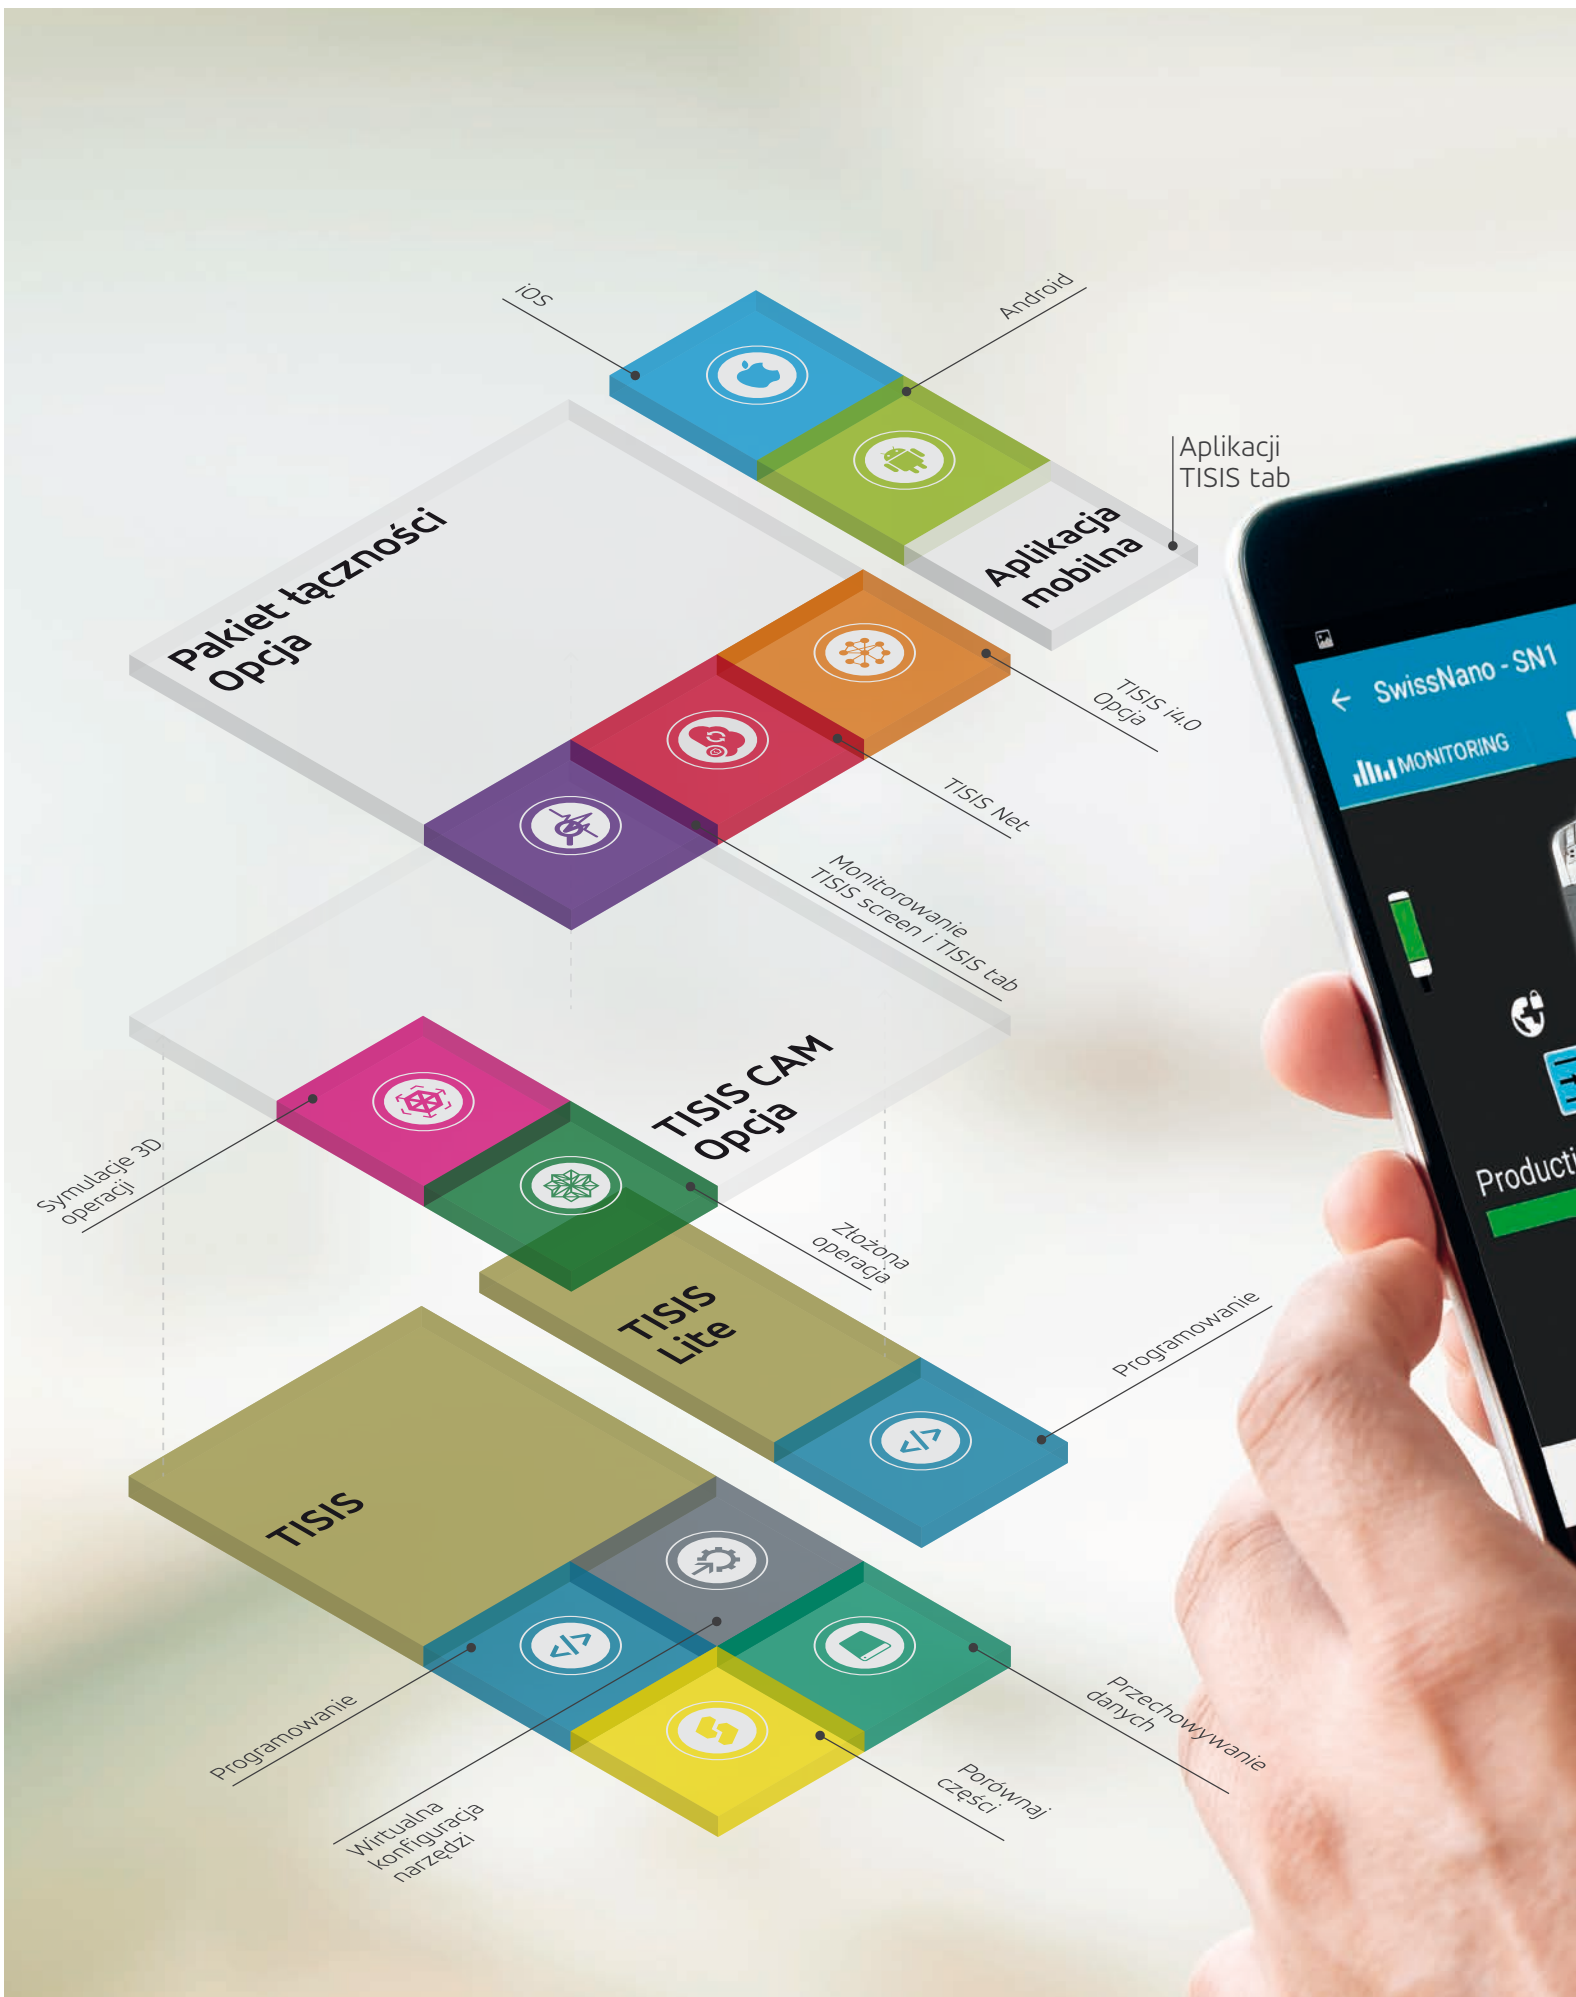 iOS
Android
Aplikacji
TISIS tab
Aplikacja
mobilna
Pakiet łączności
Opcja
TISIS i4.0
Opcja
TISIS Net
Monitorowanie
TISIS screen i TISIS tab
TISIS CAM
Opcja
Symulacje 3D
operacji
Złożona
operacja
TISIS
Lite
Programowanie
TISIS
Programowanie
Wirtualna
konfiguracja
narzędzi
Porównaj
części
Przechowywanie
danych
SwissNano - SN1
MONITORING
Producti